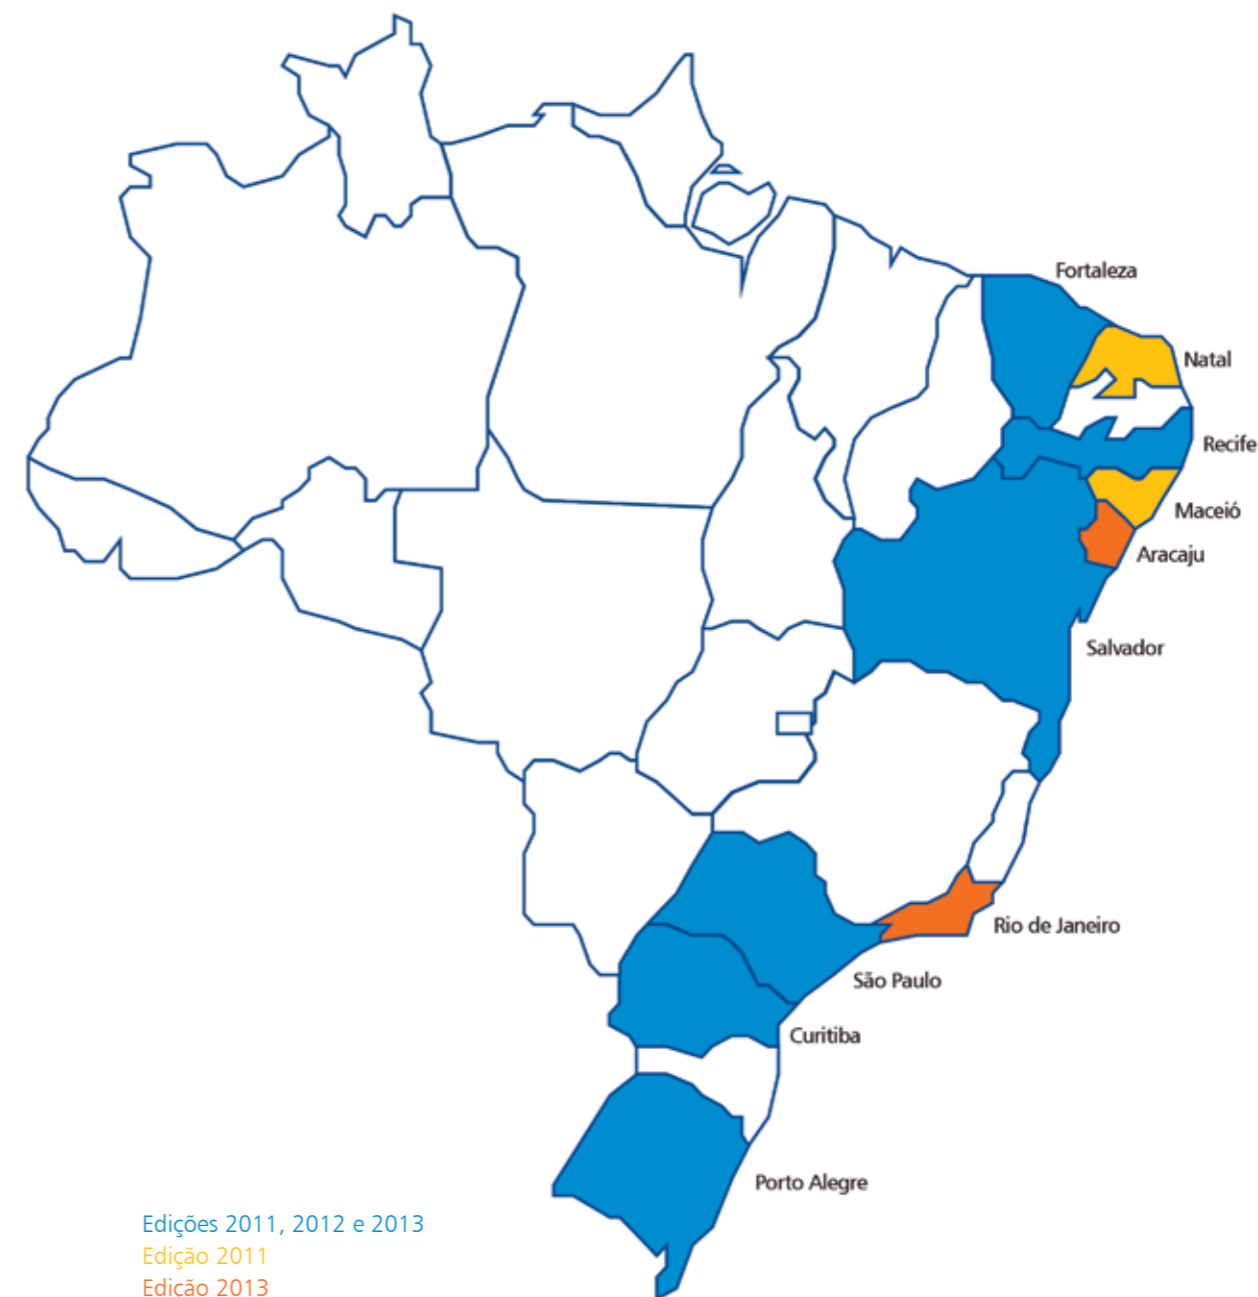 Fortaleza
Natal
Recife
Maceió
Aracaju
Salvador
Rio de Janeiro
São Paulo
Curitiba
Porto Alegre
Edições 2011, 2012 e 2013
Edição 2011
Edição 2013